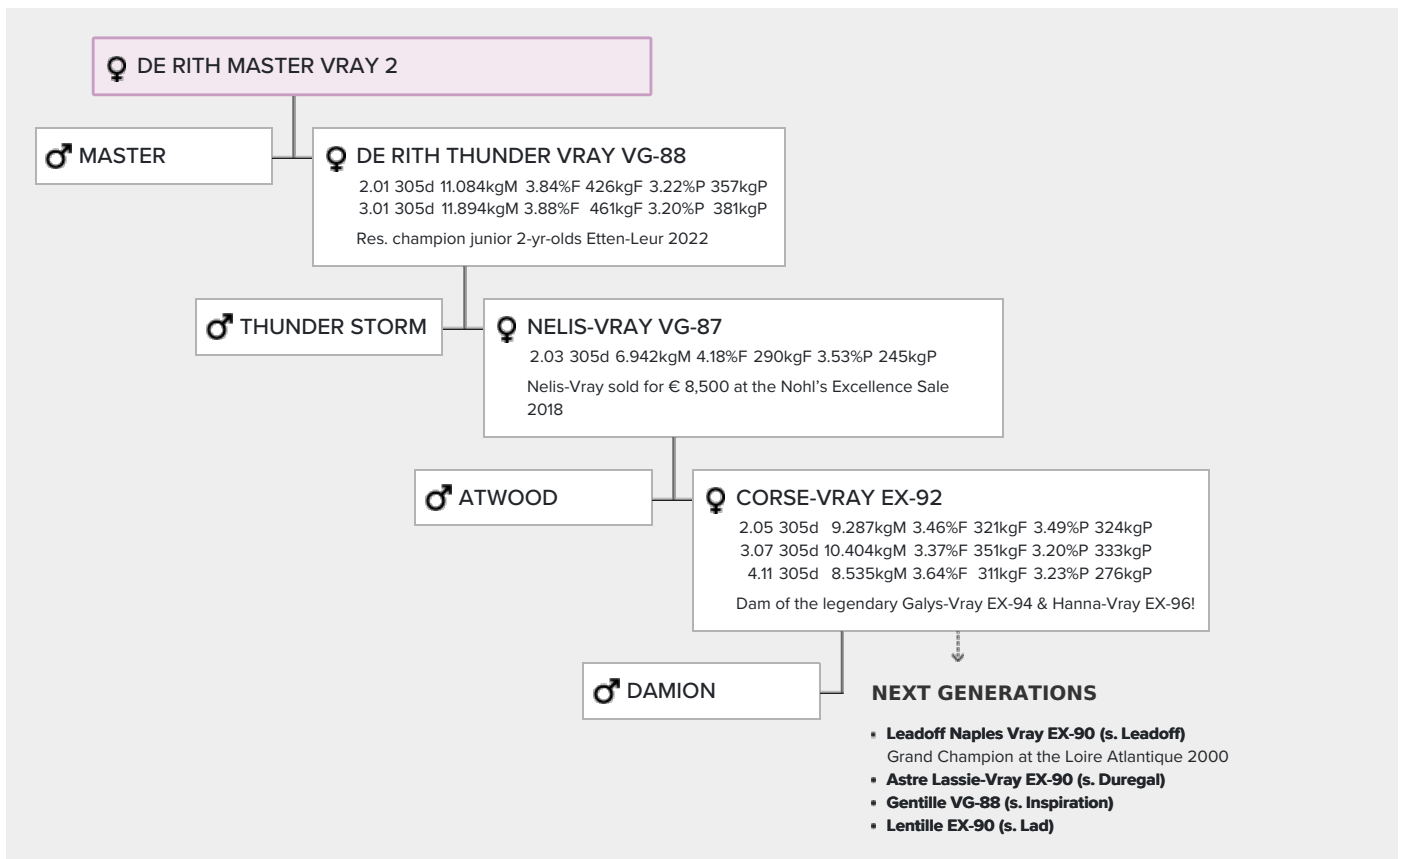 DE RITH MASTER VRAY 2
MASTER
DE RITH THUNDER VRAY VG-88
2.01 305d 11.084kgM 3.84%F 426kgF 3.22%P 357kgP
3.01 305d 11.894kgM 3.88%F 461kgF 3.20%P 381kgP
Res. champion junior 2-yr-olds Etten-Leur 2022
THUNDER STORM
NELIS-VRAY VG-87
2.03 305d 6.942kgM 4.18%F 290kgF 3.53%P 245kgP
Nelis-Vray sold for € 8,500 at the Nohl's Excellence Sale
2018
ATWOOD
CORSE-VRAY EX-92
2.05 305d 9.287kgM 3.46%F 321kgF 3.49%P 324kgP
3.07 305d 10.404kgM 3.37%F 351kgF 3.20%P 333kgP
4.11 305d 8.535kgM 3.64%F 311kgF 3.23%P 276kgP
Dam of the legendary Galys-Vray EX-94 & Hanna-Vray EX-96!
DAMION
NEXT GENERATIONS
• Leadoff Naples Vray EX-90 (s. Leadoff)
Grand Champion at the Loire Atlantique 2000
• Astre Lassie-Vray EX-90 (s. Duregal)
• Gentille VG-88 (s. Inspiration)
• Lentille EX-90 (s. Lad)